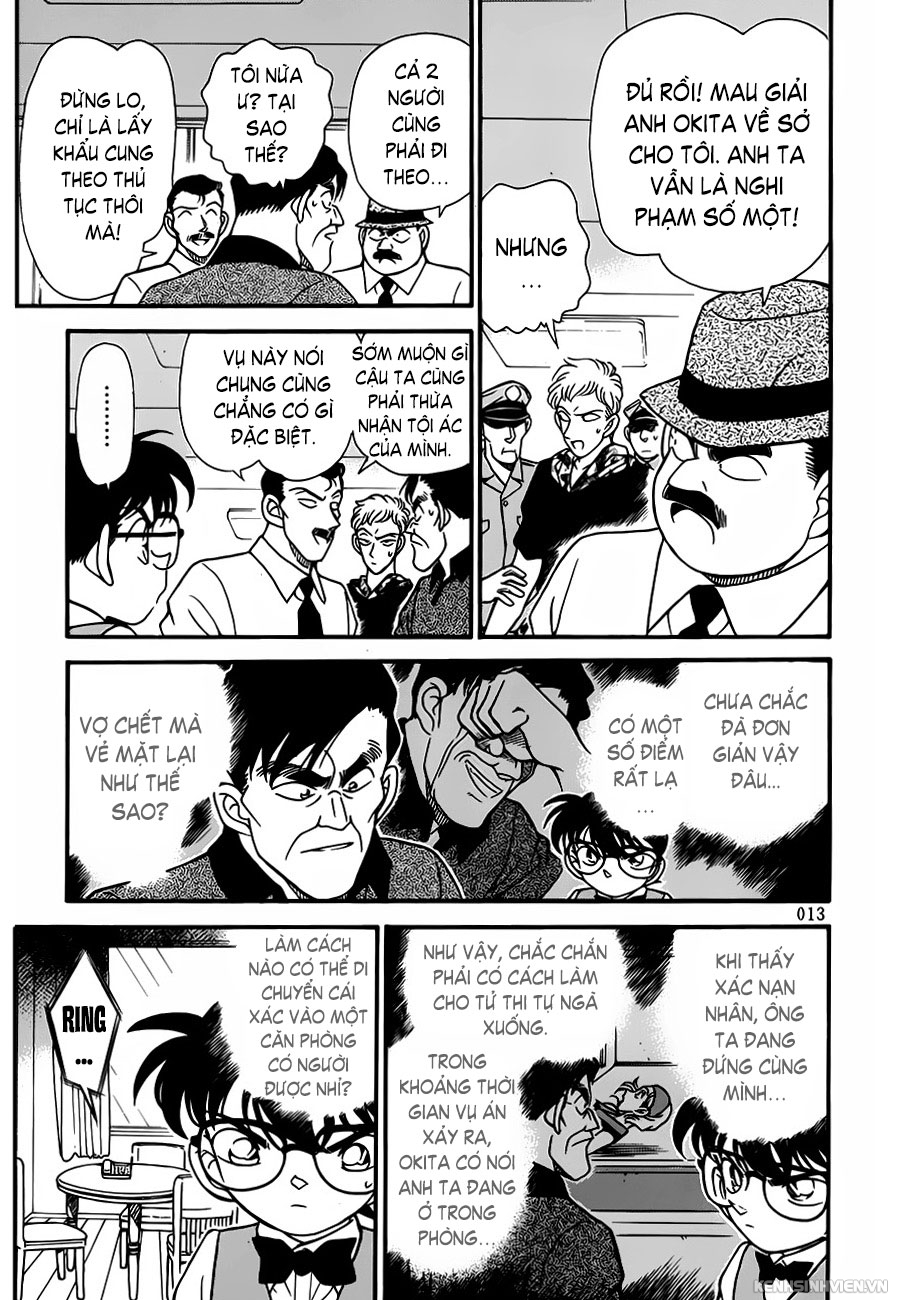 ĐỦ RỒI! MAU GIẢI
ANH OKITA VỀ SỞ
CHO TÔI. ANH TA
VẪN LÀ NGHI
PHẠM SỐ MỘT!
NHƯNG
...
CẢ 2
NGƯỜI
CŨNG
PHẢI ĐI
THEO...
TÔI NỮA
Ư? TẠI
SAO
THẾ?
ĐỪNG LO,
CHỈ LÀ LẤY
KHẨU CUNG
THEO THỦ
TỤC THÔI
MÀ!
SỚM MUỘN GÌ
CẬU TA CŨNG
PHẢI THỪA
NHẬN TỘI ÁC
CỦA MÌNH.
VỤ NÀY NÓI
CHUNG CŨNG
CHẲNG CÓ GÌ
ĐẶC BIỆT.
.........
CHƯA CHẮC
ĐÃ ĐƠN
GIẢN VẬY
ĐÂU...
CÓ MỘT
SỐ ĐIỂM
RẤT LẠ
...
VỢ CHẾT MÀ
VẺ MẶT LẠI
NHƯ THẾ
SAO?
013
KHI THẤY
XÁC NẠN
NHÂN, ÔNG
TA ĐANG
ĐỨNG CÙNG
MÌNH...
NHƯ VẬY, CHẮC CHẮN
PHẢI CÓ CÁCH LÀM
CHO TỬ THI TỰ NGÃ
XUỐNG.
TRONG
KHOẢNG THỜI
GIAN VỤ ÁN
XẢY RA,
OKITA CÓ NÓI
ANH TA ĐANG
Ở TRONG
PHÒNG...
LÀM CÁCH
NÀO CÓ THỂ DI
CHUYỂN CÁI
XÁC VÀO MỘT
CĂN PHÒNG
CÓ NGƯỜI
ĐƯỢC NHỈ?
RING
...
KENHSINHVIEN.VN